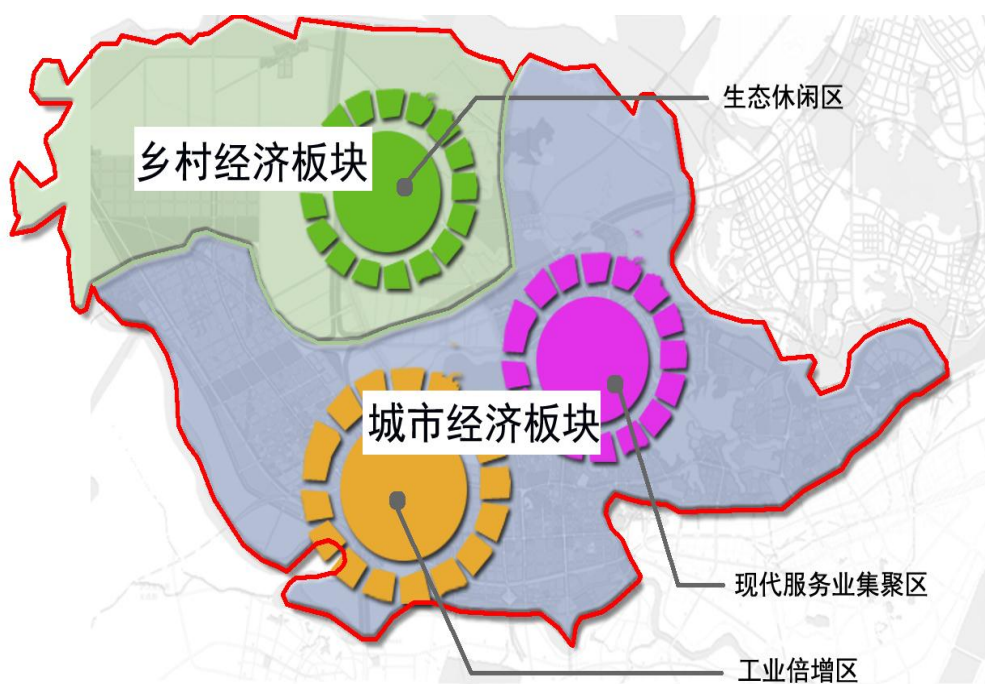 生态休闲区
乡村经济板块
城市经济板块
现代服务业集聚区
工业倍增区